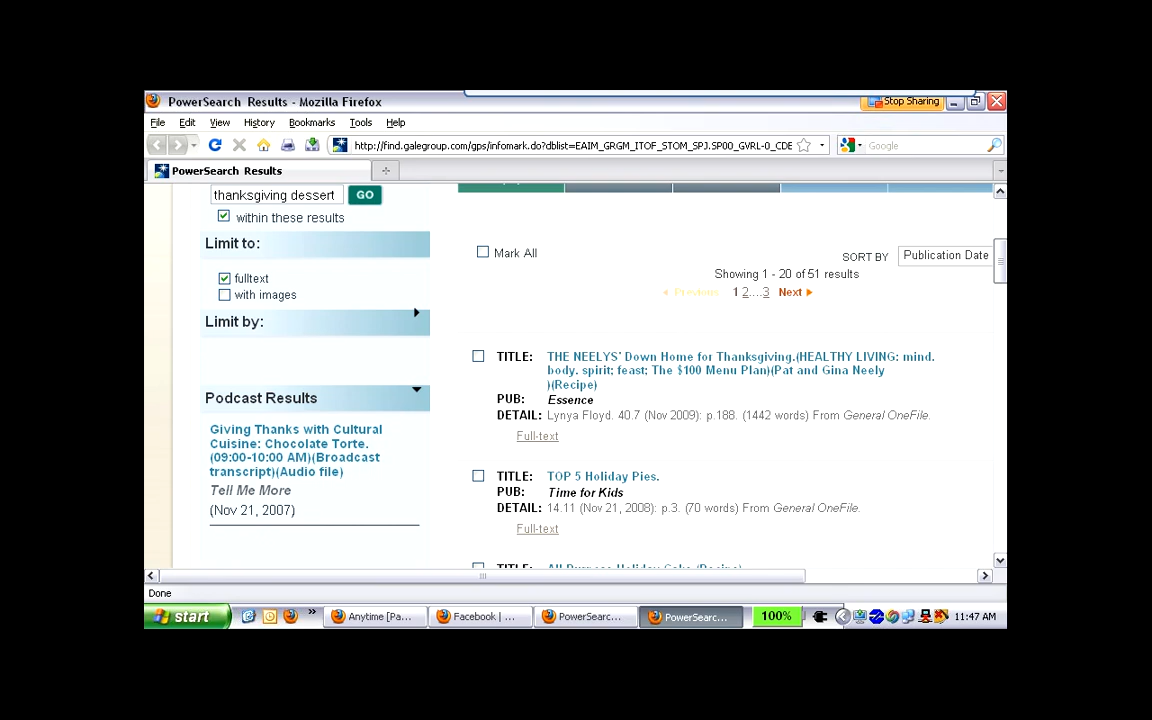 PowerSearch Results - Mozilla Firefox
Stop Sharing
File Edit View History Bookmarks Tools Help
http://find.galegroup.com/gps/infomark.do?dblist=EAIM_GRGM_ITOF_STOM_SPJ.SP00_GVRL-0_CDE
Google
PowerSearch Results
thanksgiving dessert GO
within these results
Limit to:
fulltext
with images
Limit by:
Podcast Results
Giving Thanks with Cultural
Cuisine: Chocolate Torte.
(09:00-10:00 AM)(Broadcast
transcript)(Audio file)
Tell Me More
(Nov 21, 2007)
Mark All
SORT BY Publication Date
Showing 1 - 20 of 51 results
Previous 1 2....3 Next
TITLE: THE NEELYS' Down Home for Thanksgiving.(HEALTHY LIVING: mind.
body. spirit; feast; The $100 Menu Plan)(Pat and Gina Neely
)(Recipe)
PUB: Essence
DETAIL: Lynya Floyd. 40.7 (Nov 2009): p.188. (1442 words) From General OneFile.
Full-text
TITLE: TOP 5 Holiday Pies.
PUB: Time for Kids
DETAIL: 14.11 (Nov 21, 2008): p.3. (70 words) From General OneFile.
Full-text
All-Purpose Holiday Cake.(Recipe)
Done
start
Anytime [Pa...
Facebook | ...
PowerSearc...
PowerSearc...
100%
11:47 AM